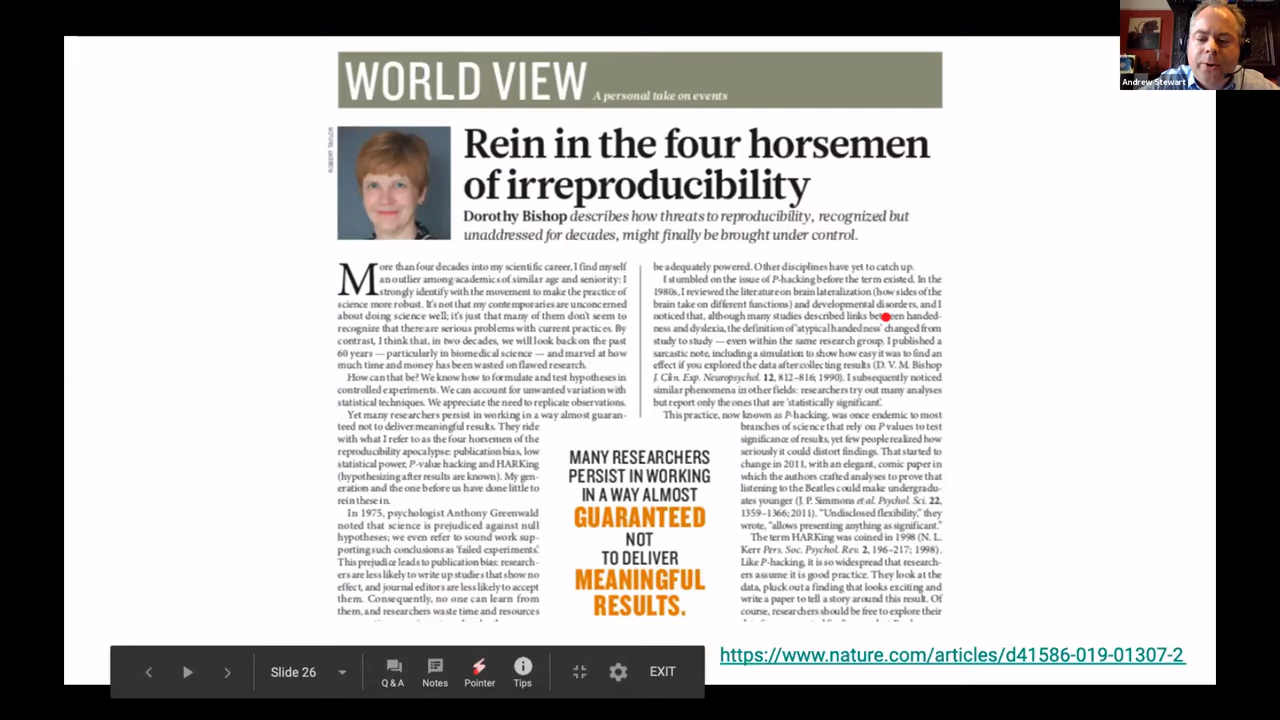 Andrew Stewart
WORLD VIEW A personal take on events
Rein in the four horsemen
of irreproducibility
Dorothy Bishop describes how threats to reproducibility, recognized but
unaddressed for decades, might finally be brought under control.
More than four decades into my scientific career, I find myself
an outlier among academics of similar age and seniority: I
strongly identify with the movement to make the practice of
science more robust. It's not that my contemporaries are unconcerned
about doing science well; it's just that many of them don't seem to
recognize that there are serious problems with current practices. By
contrast, I think that, in two decades, we will look back on the past
60 years — particularly in biomedical science — and marvel at how
much time and money has been wasted on flawed research.
How can that be? We know how to formulate and test hypotheses in
controlled experiments. We can account for unwanted variation with
statistical techniques. We appreciate the need to replicate observations.
Yet many researchers persist in working in a way almost guaran-
teed not to deliver meaningful results. They ride
with what I refer to as the four horsemen of the
reproducibility apocalypse: publication bias, low
statistical power, P-value hacking and HARKing
(hypothesizing after results are known). My gen-
eration and the one before us have done little to
rein these in.
In 1975, psychologist Anthony Greenwald
noted that science is prejudiced against null
hypotheses; we even refer to sound work sup-
porting such conclusions as 'failed experiments'.
This prejudice leads to publication bias: research-
ers are less likely to write up studies that show no
effect, and journal editors are less likely to accept
them. Consequently, no one can learn from
them, and researchers waste time and resources
MANY RESEARCHERS
PERSIST IN WORKING
IN A WAY ALMOST
GUARANTEED
NOT
TO DELIVER
MEANINGFUL
RESULTS.
be adequately powered. Other disciplines have yet to catch up.
I stumbled on the issue of P-hacking before the term existed. In the
1980s, I reviewed the literature on brain lateralization (how sides of the
brain take on different functions) and developmental disorders, and I
noticed that, although many studies described links between handed-
ness and dyslexia, the definition of 'atypical handedness' changed from
study to study — even within the same research group. I published a
sarcastic note, including a simulation to show how easy it was to find an
effect if you explored the data after collecting results (D. V. M. Bishop
J. Clin. Exp. Neuropsychol. 12, 812–816; 1990). I subsequently noticed
similar phenomena in other fields: researchers try out many analyses
but report only the ones that are 'statistically significant'.
This practice, now known as P-hacking, was once endemic to most
branches of science that rely on P values to test
significance of results, yet few people realized how
seriously it could distort findings. That started to
change in 2011, with an elegant, comic paper in
which the authors crafted analyses to prove that
listening to the Beatles could make undergradu-
ates younger (J. P. Simmons et al. Psychol. Sci. 22,
1359–1366; 2011). "Undisclosed flexibility," they
wrote, "allows presenting anything as significant."
The term HARKing was coined in 1998 (N. L.
Kerr Pers. Soc. Psychol. Rev. 2, 196–217; 1998).
Like P-hacking, it is so widespread that research-
ers assume it is good practice. They look at the
data, pluck out a finding that looks exciting and
write a paper to tell a story around this result. Of
course, researchers should be free to explore their
https://www.nature.com/articles/d41586-019-01307-2
Slide 26
Q & A
Notes
Pointer
Tips
EXIT